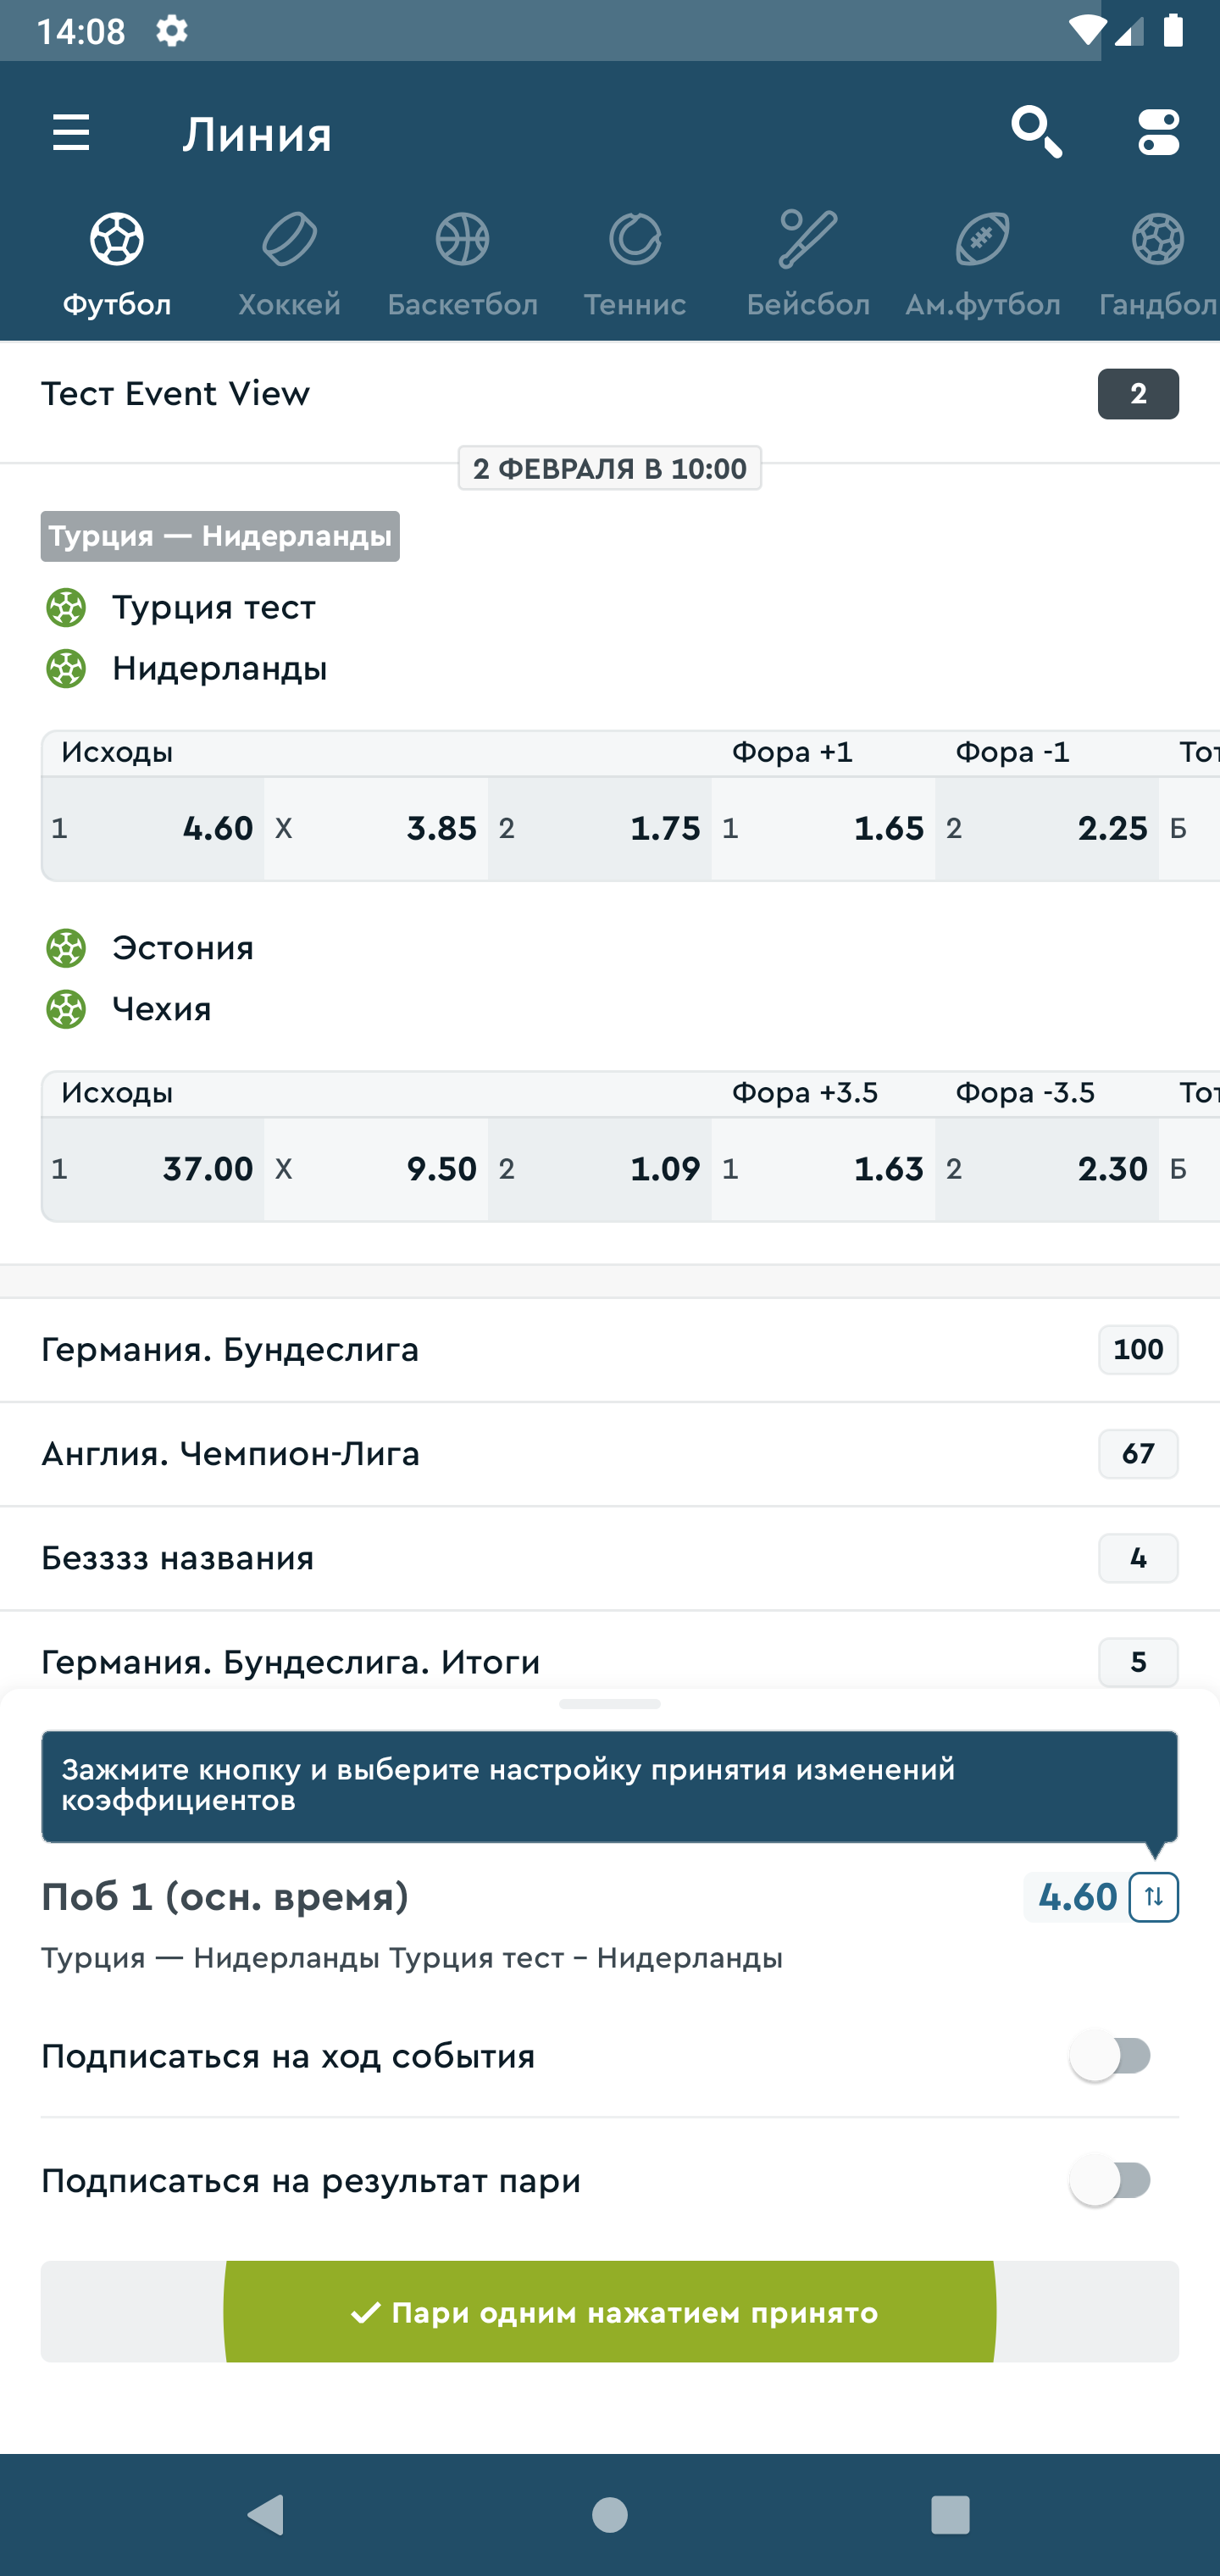 14:08
Линия
Футбол Хоккей Баскетбол Теннис Бейсбол Ам.футбол Гандбол
Тест Event View 2
2 ФЕВРАЛЯ В 10:00
Турция — Нидерланды
Турция тест
Нидерланды
Исходы Фора +1 Фора -1 Тот
1 4.60 X 3.85 2 1.75 1 1.65 2 2.25 Б
Эстония
Чехия
Исходы Фора +3.5 Фора -3.5 Тот
1 37.00 X 9.50 2 1.09 1 1.63 2 2.30 Б
Германия. Бундеслига 100
Англия. Чемпион-Лига 67
Безззз названия 4
Германия. Бундеслига. Итоги 5
Зажмите кнопку и выберите настройку принятия изменений
коэффициентов
Поб 1 (осн. время) 4.60
Турция — Нидерланды Турция тест – Нидерланды
Подписаться на ход события
Подписаться на результат пари
Пари одним нажатием принято